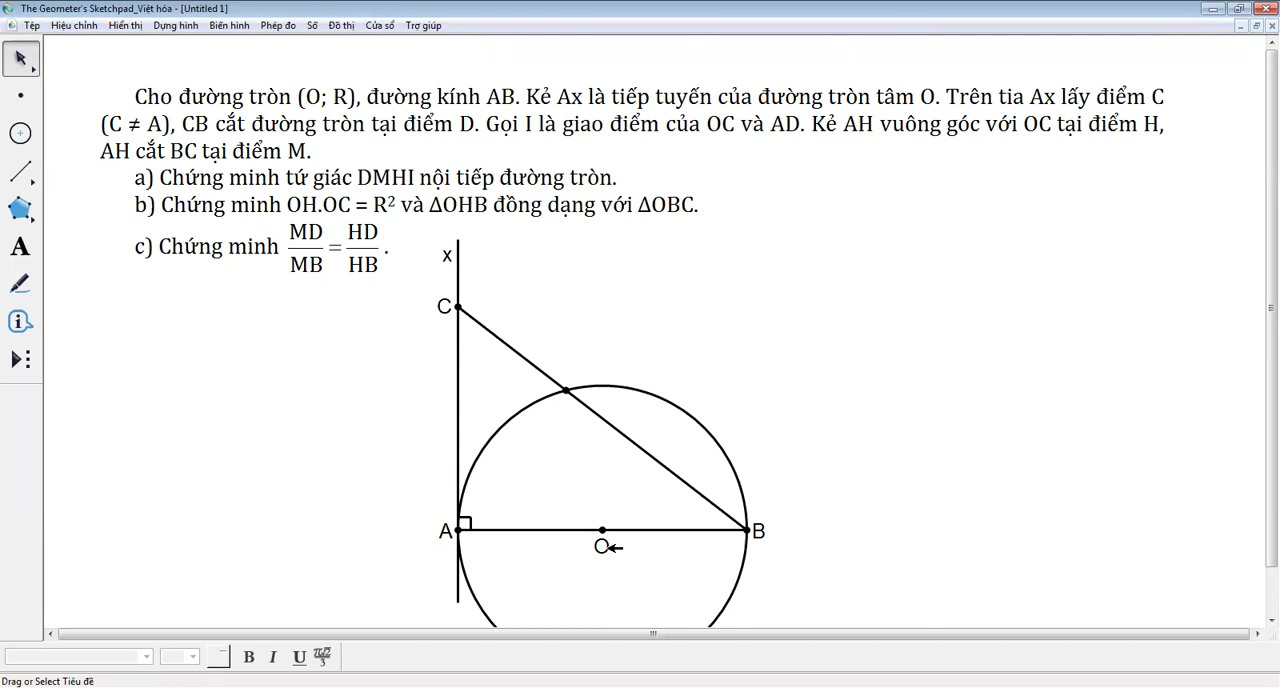 The Geometer's Sketchpad_Việt hóa - [Untitled 1]
Tệp Hiệu chỉnh Hiển thị Dựng hình Biến hình Phép đo Số Đồ thị Cửa sổ Trợ giúp
Cho đường tròn (O; R), đường kính AB. Kẻ Ax là tiếp tuyến của đường tròn tâm O. Trên tia Ax lấy điểm C
(C ≠ A), CB cắt đường tròn tại điểm D. Gọi I là giao điểm của OC và AD. Kẻ AH vuông góc với OC tại điểm H,
AH cắt BC tại điểm M.
a) Chứng minh tứ giác DMHI nội tiếp đường tròn.
b) Chứng minh OH.OC = R² và ΔOHB đồng dạng với ΔOBC.
c) Chứng minh MD/MB = HD/HB .
x
C
A
B
O
A
B I U
Drag or Select Tiêu đề